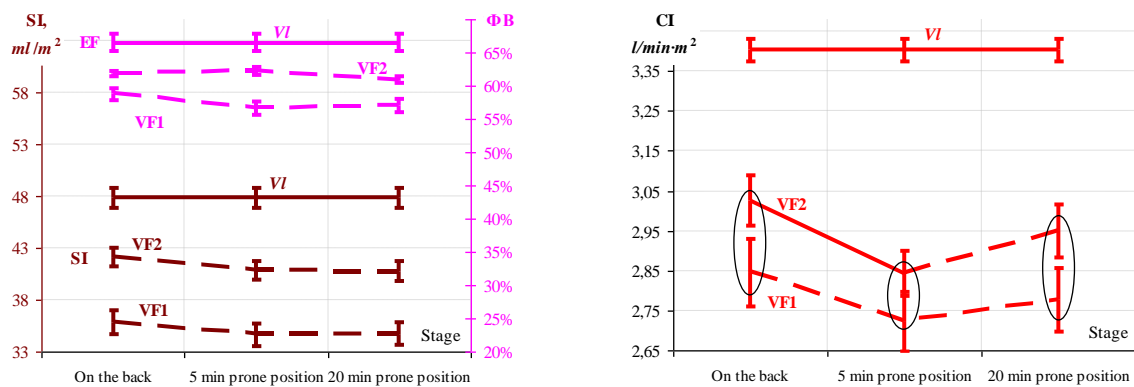 SI,
ml /m²
ФВ
EF
Vl
VF2
VF1
Vl
VF2
SI
VF1
Stage
58
53
48
43
38
33
70%
65%
60%
55%
50%
45%
40%
35%
30%
25%
20%
On the back
5 min prone position
20 min prone position
CI
l/min·m²
Vl
3,35
3,25
3,15
3,05
2,95
2,85
2,75
2,65
VF2
VF1
Stage
On the back
5 min prone position
20 min prone position